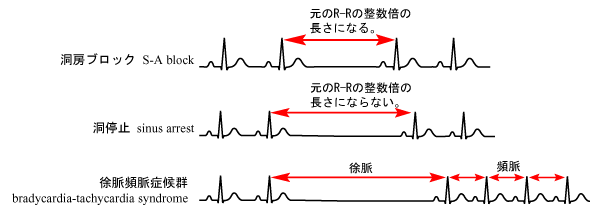 元のR-Rの整数倍の
長さになる。
洞房ブロック S-A block
元のR-Rの整数倍の
長さにならない。
洞停止 sinus arrest
徐脈頻脈症候群
bradycardia-tachycardia syndrome
徐脈
頻脈